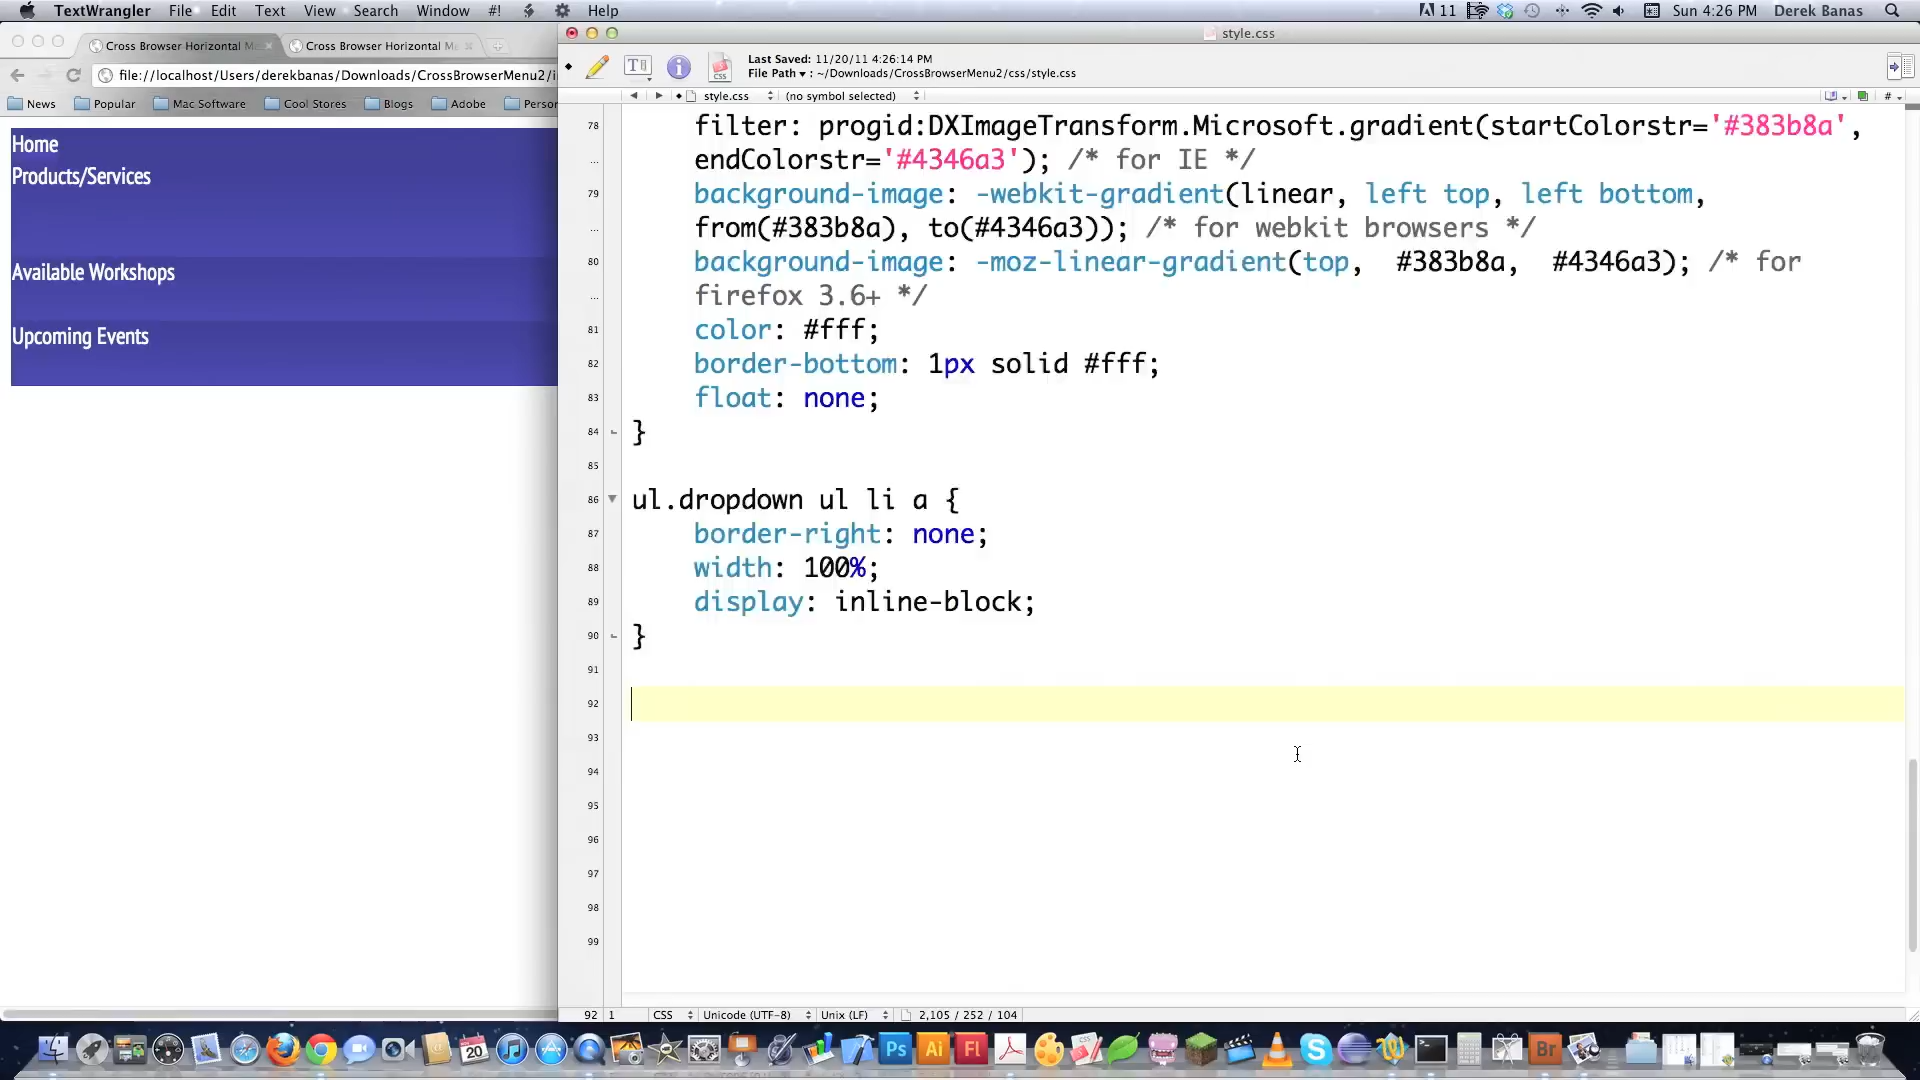 TextWrangler File Edit Text View Search Window #! Help 11 Sun 4:26 PM Derek Banas
style.css
Cross Browser Horizontal M Cross Browser Horizontal M
Last Saved: 11/20/11 4:26:14 PM
File Path ▾ : ~/Downloads/CrossBrowserMenu2/css/style.css
file://localhost/Users/derekbanas/Downloads/CrossBrowserMenu2/i
News Popular Mac Software Cool Stores Blogs Adobe Person
style.css (no symbol selected) #
Home
Products/Services
Available Workshops
Upcoming Events
78 filter: progid:DXImageTransform.Microsoft.gradient(startColorstr='#383b8a',
... endColorstr='#4346a3'); /* for IE */
79 background-image: -webkit-gradient(linear, left top, left bottom,
... from(#383b8a), to(#4346a3)); /* for webkit browsers */
80 background-image: -moz-linear-gradient(top,  #383b8a,  #4346a3); /* for
... firefox 3.6+ */
81 color: #fff;
82 border-bottom: 1px solid #fff;
83 float: none;
84 }
85
86 ul.dropdown ul li a {
87 border-right: none;
88 width: 100%;
89 display: inline-block;
90 }
91
92
93
94
95
96
97
98
99
92 1 CSS Unicode (UTF-8) Unix (LF) 2,105 / 252 / 104
20 Ps Ai Fl Br